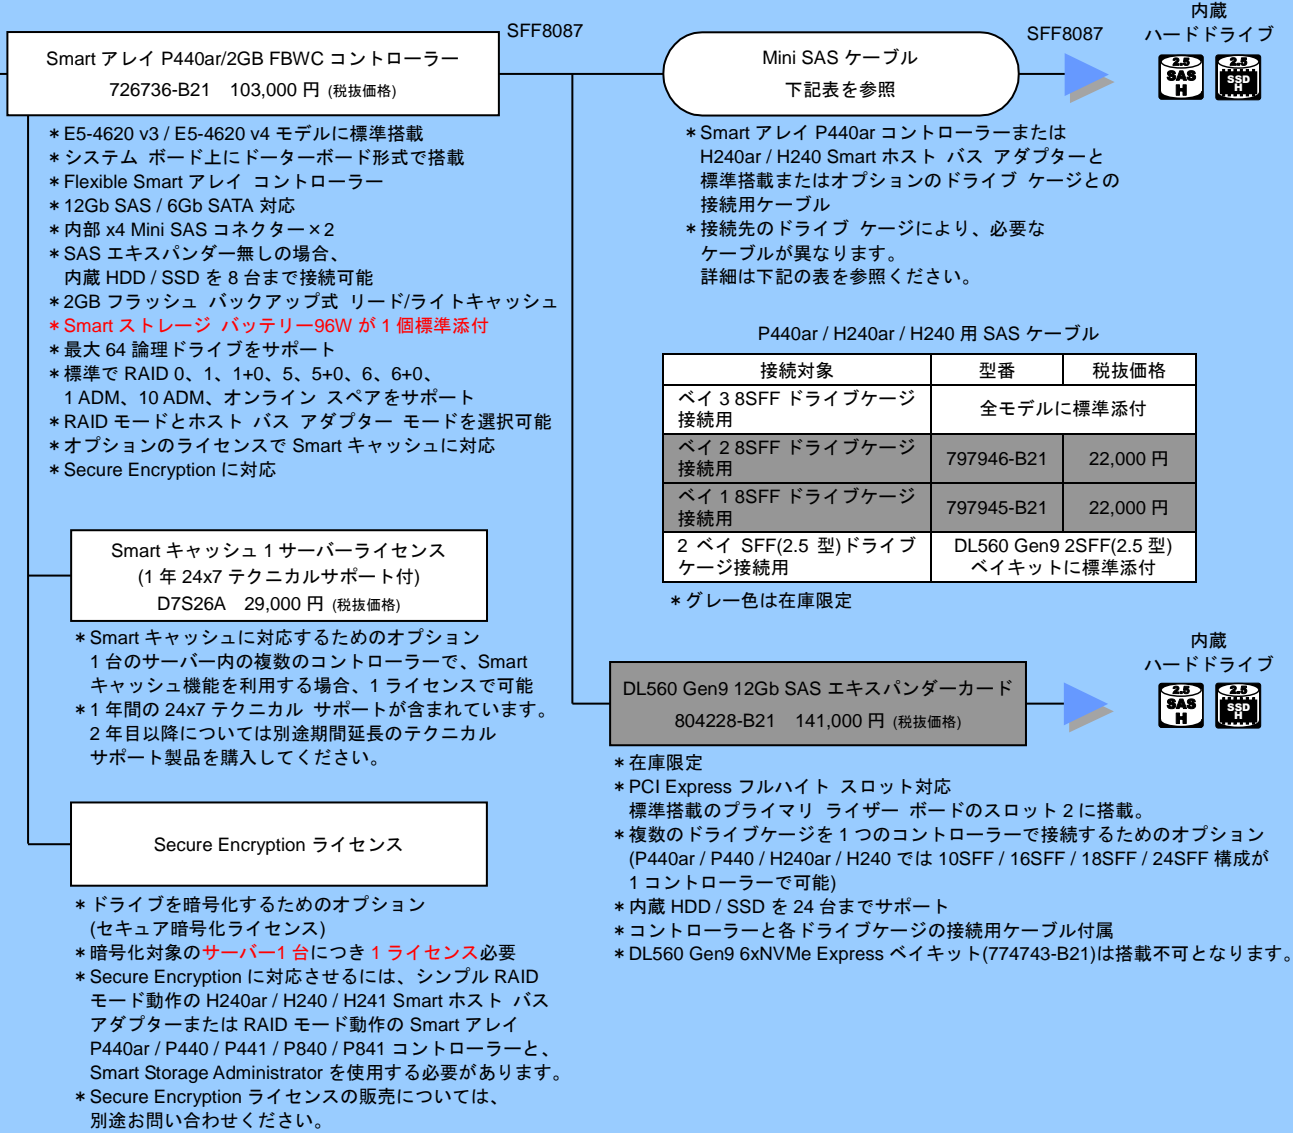 SFF8087
Smart アレイ P440ar/2GB FBWC コントローラー
726736-B21 103,000 円 (税抜価格)
＊E5-4620 v3 / E5-4620 v4 モデルに標準搭載
＊システム ボード上にドーターボード形式で搭載
＊Flexible Smart アレイ コントローラー
＊12Gb SAS / 6Gb SATA 対応
＊内部 x4 Mini SAS コネクター×2
＊SAS エキスパンダー無しの場合、
内蔵 HDD / SSD を 8 台まで接続可能
＊2GB フラッシュ バックアップ式 リード/ライトキャッシュ
＊Smart ストレージ バッテリー96W が 1 個標準添付
＊最大 64 論理ドライブをサポート
＊標準で RAID 0、1、1+0、5、5+0、6、6+0、
1 ADM、10 ADM、オンライン スペアをサポート
＊RAID モードとホスト バス アダプター モードを選択可能
＊オプションのライセンスで Smart キャッシュに対応
＊Secure Encryption に対応
Smart キャッシュ 1 サーバーライセンス
(1 年 24x7 テクニカルサポート付)
D7S26A 29,000 円 (税抜価格)
＊Smart キャッシュに対応するためのオプション
1 台のサーバー内の複数のコントローラーで、Smart
キャッシュ機能を利用する場合、1 ライセンスで可能
＊1 年間の 24x7 テクニカル サポートが含まれています。
2 年目以降については別途期間延長のテクニカル
サポート製品を購入してください。
Secure Encryption ライセンス
＊ドライブを暗号化するためのオプション
(セキュア暗号化ライセンス)
＊暗号化対象のサーバー1 台につき 1 ライセンス必要
＊Secure Encryption に対応させるには、シンプル RAID
モード動作の H240ar / H240 / H241 Smart ホスト バス
アダプターまたは RAID モード動作の Smart アレイ
P440ar / P440 / P441 / P840 / P841 コントローラーと、
Smart Storage Administrator を使用する必要があります。
＊Secure Encryption ライセンスの販売については、
別途お問い合わせください。
Mini SAS ケーブル
下記表を参照
SFF8087
内蔵
ハードドライブ
2.5
SAS
H
2.5
SSD
H
＊Smart アレイ P440ar コントローラーまたは
H240ar / H240 Smart ホスト バス アダプターと
標準搭載またはオプションのドライブ ケージとの
接続用ケーブル
＊接続先のドライブ ケージにより、必要な
ケーブルが異なります。
詳細は下記の表を参照ください。
P440ar / H240ar / H240 用 SAS ケーブル
接続対象 型番 税抜価格
ベイ 3 8SFF ドライブケージ
接続用
全モデルに標準添付
ベイ 2 8SFF ドライブケージ
接続用
797946-B21 22,000 円
ベイ 1 8SFF ドライブケージ
接続用
797945-B21 22,000 円
2 ベイ SFF(2.5 型)ドライブ
ケージ接続用
DL560 Gen9 2SFF(2.5 型)
ベイキットに標準添付
＊グレー色は在庫限定
DL560 Gen9 12Gb SAS エキスパンダーカード
804228-B21 141,000 円 (税抜価格)
内蔵
ハードドライブ
2.5
SAS
H
2.5
SSD
H
＊在庫限定
＊PCI Express フルハイト スロット対応
標準搭載のプライマリ ライザー ボードのスロット 2 に搭載。
＊複数のドライブケージを 1 つのコントローラーで接続するためのオプション
(P440ar / P440 / H240ar / H240 では 10SFF / 16SFF / 18SFF / 24SFF 構成が
1 コントローラーで可能)
＊内蔵 HDD / SSD を 24 台までサポート
＊コントローラーと各ドライブケージの接続用ケーブル付属
＊DL560 Gen9 6xNVMe Express ベイキット(774743-B21)は搭載不可となります。